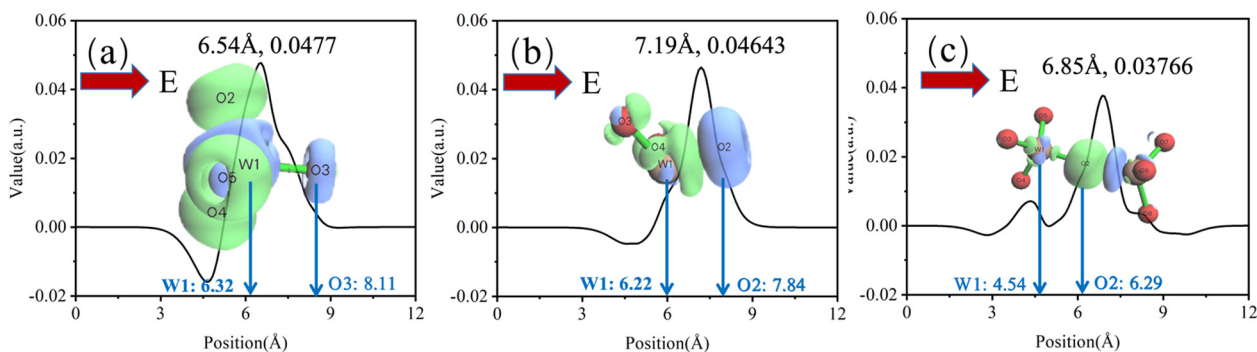 0.06
0.04
0.02
0.00
-0.02
Value(a.u.)
(a)
6.54Å, 0.0477
E
O2
W1
O3
O5
O4
W1: 6.32
O3: 8.11
0
3
6
9
12
Position(Å)
0.06
0.04
0.02
0.00
-0.02
Value(a.u.)
(b)
7.19Å, 0.04643
E
O3
O4
W1
O2
W1: 6.22
O2: 7.84
0
3
6
9
12
Position(Å)
0.06
0.04
0.02
0.00
-0.02
Value(a.u.)
(c)
6.85Å, 0.03766
E
W1
O2
O4
W1: 4.54
O2: 6.29
0
3
6
9
12
Position(Å)